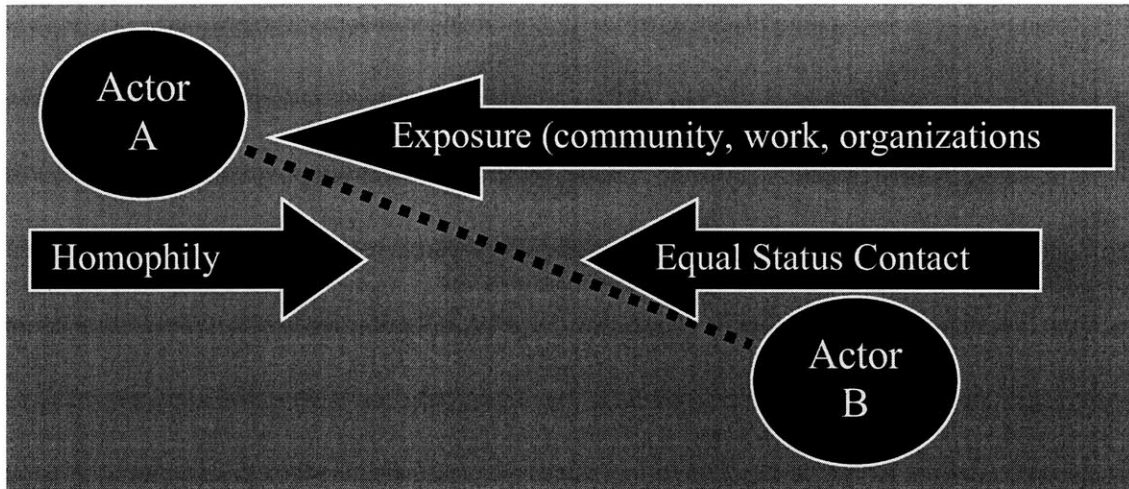 Actor
A
Exposure (community, work, organizations
Homophily
Equal Status Contact
Actor
B